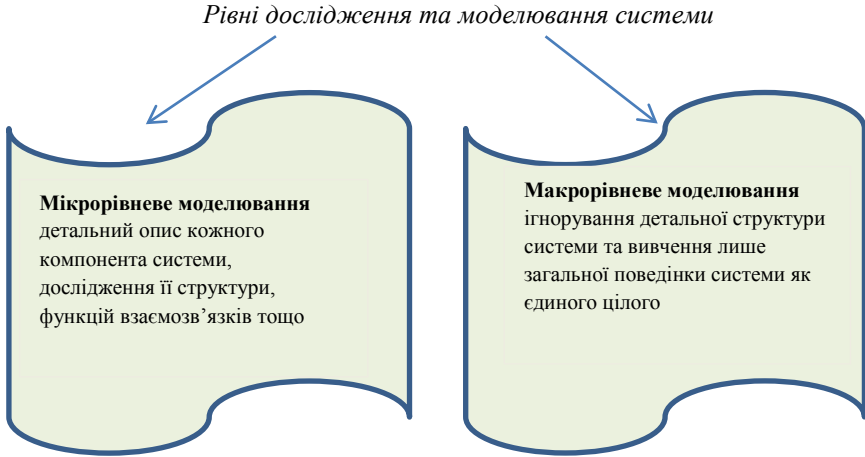 Рівні дослідження та моделювання системи
Мікрорівневе моделювання
детальний опис кожного
компонента системи,
дослідження її структури,
функцій взаємозв’язків тощо
Макрорівневе моделювання
ігнорування детальної структури
системи та вивчення лише
загальної поведінки системи як
єдиного цілого